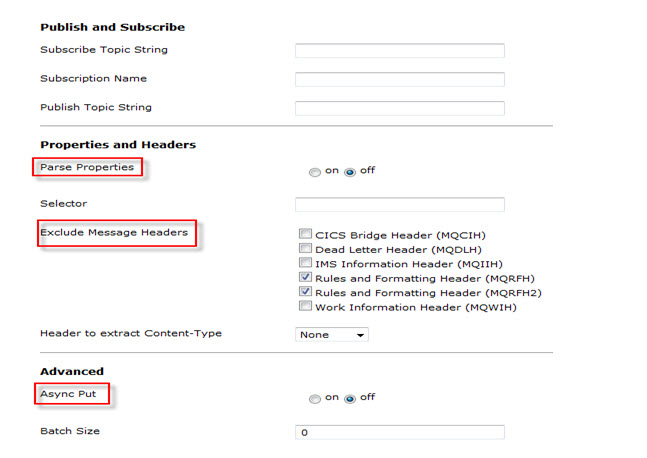 Publish and Subscribe
Subscribe Topic String
Subscription Name
Publish Topic String
Properties and Headers
Parse Properties on off
Selector
Exclude Message Headers
CICS Bridge Header (MQCIH)
Dead Letter Header (MQDLH)
IMS Information Header (MQIIH)
Rules and Formatting Header (MQRFH)
Rules and Formatting Header (MQRFH2)
Work Information Header (MQWIH)
Header to extract Content-Type None
Advanced
Async Put on off
Batch Size 0